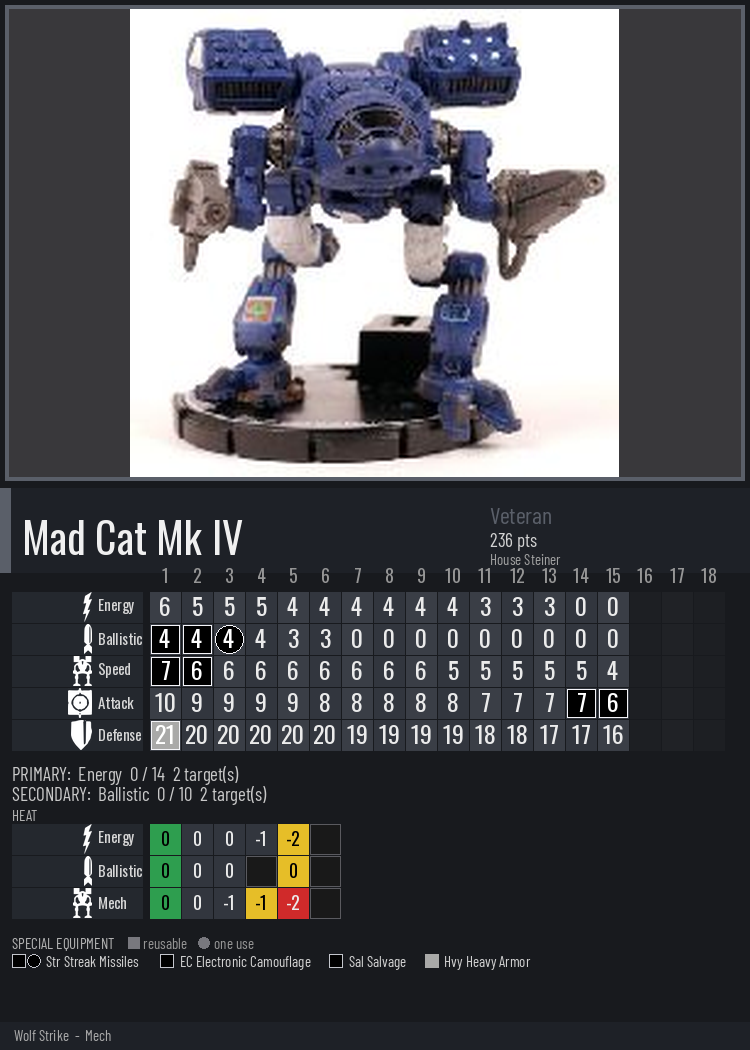 Mad Cat Mk IV
Veteran
236 pts
House Steiner
1 2 3 4 5 6 7 8 9 10 11 12 13 14 15 16 17 18
Energy 6 5 5 5 4 4 4 4 4 4 3 3 3 0 0
Ballistic 4 4 4 4 3 3 0 0 0 0 0 0 0 0 0
Speed 7 6 6 6 6 6 6 6 6 5 5 5 5 5 4
Attack 10 9 9 9 9 8 8 8 8 8 7 7 7 7 6
Defense 21 20 20 20 20 20 19 19 19 19 18 18 17 17 16
PRIMARY: Energy 0 / 14 2 target(s)
SECONDARY: Ballistic 0 / 10 2 target(s)
HEAT
Energy 0 0 0 -1 -2
Ballistic 0 0 0 0
Mech 0 0 -1 -1 -2
SPECIAL EQUIPMENT reusable one use
Str Streak Missiles EC Electronic Camouflage Sal Salvage Hvy Heavy Armor
Wolf Strike - Mech